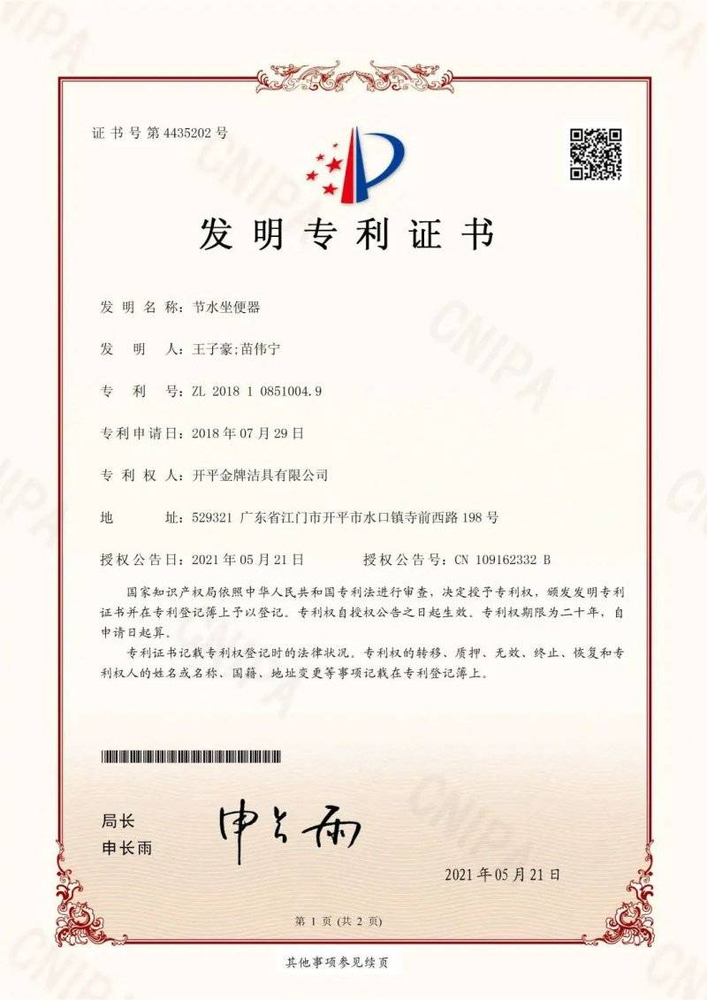 证书号第4435202号
发明专利证书
发明名称：节水坐便器
发明人：王子豪;苗伟宁
专利号：ZL 2018 1 0851004.9
专利申请日：2018年07月29日
专利权人：开平金牌洁具有限公司
地址：529321 广东省江门市开平市水口镇寺前西路198号
授权公告日：2021年05月21日 授权公告号：CN 109162332 B
国家知识产权局依照中华人民共和国专利法进行审查，决定授予专利权，颁发发明专利
证书并在专利登记簿上予以登记。专利权自授权公告之日起生效。专利权期限为二十年，自
申请日起算。
专利证书记载专利权登记时的法律状况。专利权的转移、质押、无效、终止、恢复和专
利权人的姓名或名称、国籍、地址变更等事项记载在专利登记簿上。
局长
申长雨
申长雨
2021年05月21日
第 1 页 (共 2 页)
其他事项参见续页
CNIPA
CNIPA
CNIPA
CNIPA
CNIPA